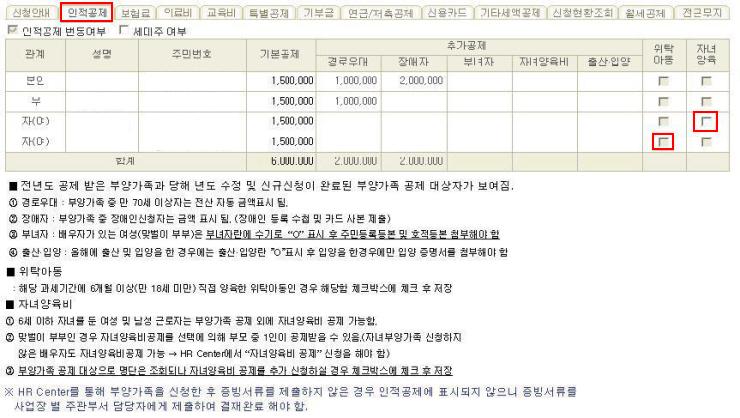 신청안내 인적공제 보험료 의료비 교육비 특별공제 기부금 연금/저축공제 신용카드 기타세액공제 신청현황조회 월세공제 전근무지
인적공제 변동여부 세대주 여부
관계 성명 주민번호 기본공제 추가공제 위탁아동 자녀양육
경로우대 장애자 부녀자 자녀양육비 출산·입양
본인 1,500,000 1,000,000 2,000,000
부 1,500,000 1,000,000
자(여) 1,500,000
자(여) 1,500,000
합계 6,000,000 2,000,000 2,000,000
■ 전년도 공제 받은 부양가족과 당해 년도 수정 및 신규신청이 완료된 부양가족 공제 대상자가 보여짐.
① 경로우대 : 부양가족 중 만 70세 이상자는 전산 자동 금액표시 됨.
② 장애자 : 부양가족 중 장애인신청자는 금액 표시 됨. (장애인 등록 수첩 및 카드 사본 제출)
③ 부녀자 : 배우자가 있는 여성(맞벌이 부부)은 부녀자란에 수기로 “O” 표시 후 주민등록등본 및 호적등본 첨부해야 함
④ 출산·입양 : 올해에 출산 및 입양을 한 경우에는 출산·입양란 "O"표시 후 입양을 한경우에만 입양 증명서를 첨부해야 함
■ 위탁아동
: 해당 과세기간에 6개월 이상(만 18세 미만) 직접 양육한 위탁아동인 경우 해당함 체크박스에 체크 후 저장
■ 자녀양육비
① 6세 이하 자녀를 둔 여성 및 남성 근로자는 부양가족 공제 외에 자녀양육비 공제 가능함.
② 맞벌이 부부인 경우 자녀양육비공제를 선택에 의해 부모 중 1인이 공제받을 수 있음.(자녀부양가족 신청하지
않은 배우자도 자녀양육비공제 가능 → HR Center에서 “자녀양육비 공제” 신청을 해야 함)
③ 부양가족 공제 대상으로 명단은 조회되나 자녀양육비 공제를 추가 신청하실 경우 체크박스에 체크 후 저장
※ HR Center를 통해 부양가족을 신청한 후 증빙서류를 제출하지 않은 경우 인적공제에 표시되지 않으니 증빙서류를
사업장 별 주관부서 담당자에게 제출하여 결재완료 해야 함.